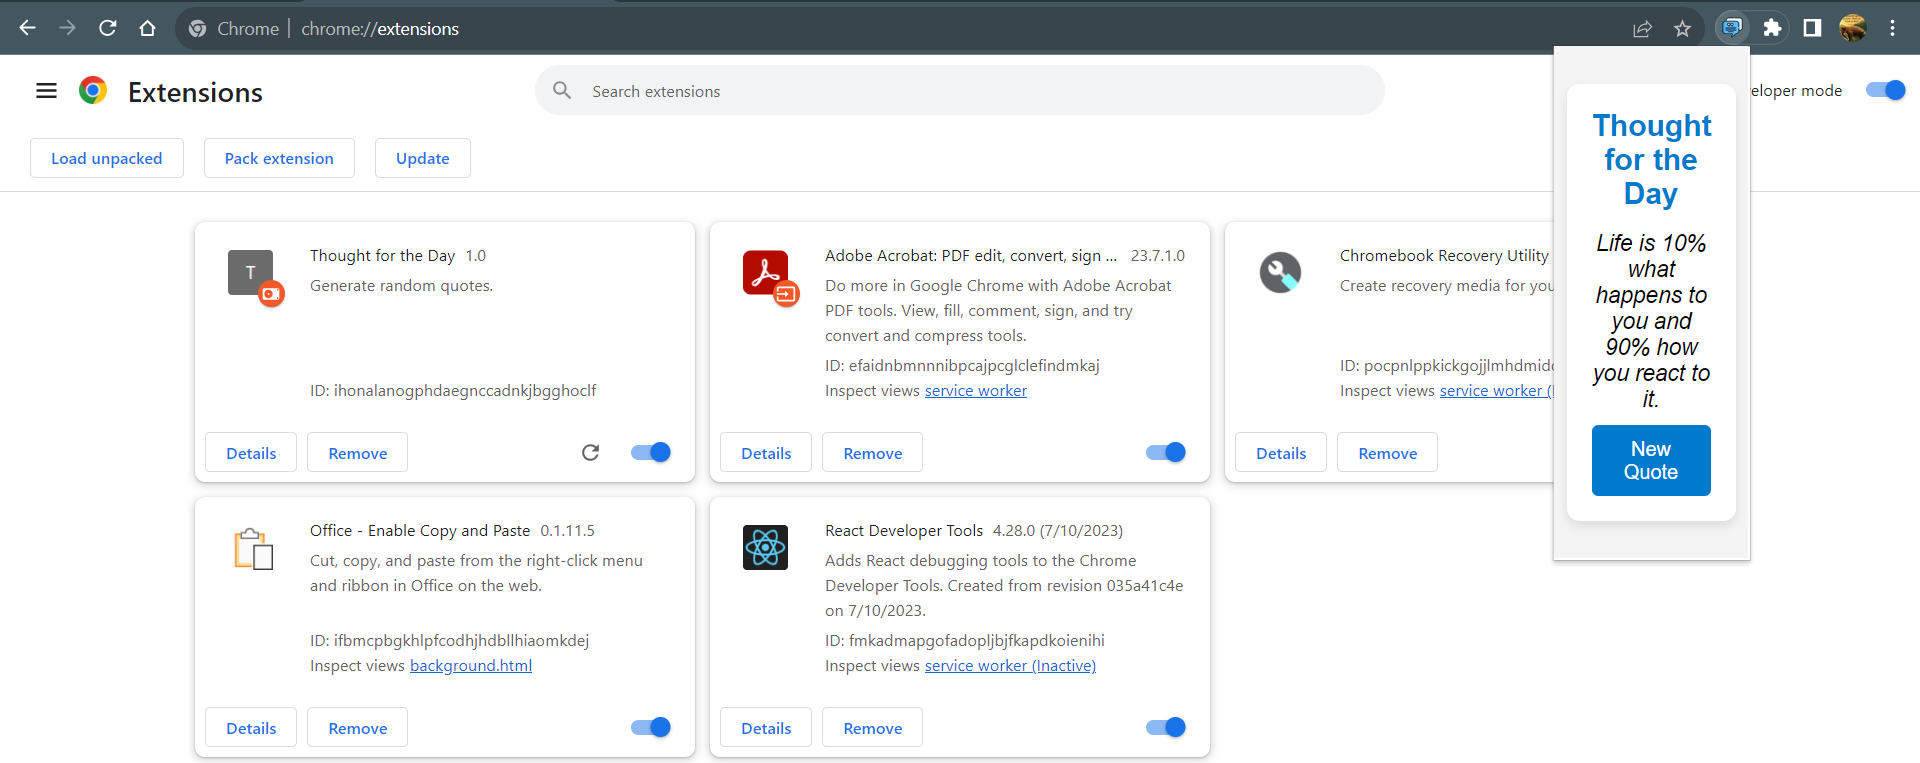 Chrome | chrome://extensions
Extensions
Search extensions
eloper mode
Load unpacked
Pack extension
Update
T
Thought for the Day 1.0
Generate random quotes.
ID: ihonalanogphdaegnccadnkjbgghoclf
Details
Remove
Adobe Acrobat: PDF edit, convert, sign ... 23.7.1.0
Do more in Google Chrome with Adobe Acrobat
PDF tools. View, fill, comment, sign, and try
convert and compress tools.
ID: efaidnbmnnnibpcajpcglclefindmkaj
Inspect views service worker
Details
Remove
Chromebook Recovery Utility
Create recovery media for you
ID: pocpnlppkickgojjlmhdmid
Inspect views service worker (
Details
Remove
Office - Enable Copy and Paste 0.1.11.5
Cut, copy, and paste from the right-click menu
and ribbon in Office on the web.
ID: ifbmcpbgkhlpfcodhjhdbllhiaomkdej
Inspect views background.html
Details
Remove
React Developer Tools 4.28.0 (7/10/2023)
Adds React debugging tools to the Chrome
Developer Tools. Created from revision 035a41c4e
on 7/10/2023.
ID: fmkadmapgofadopljbjfkapdkoienihi
Inspect views service worker (Inactive)
Details
Remove
Thought
for the
Day
Life is 10%
what
happens to
you and
90% how
you react to
it.
New
Quote